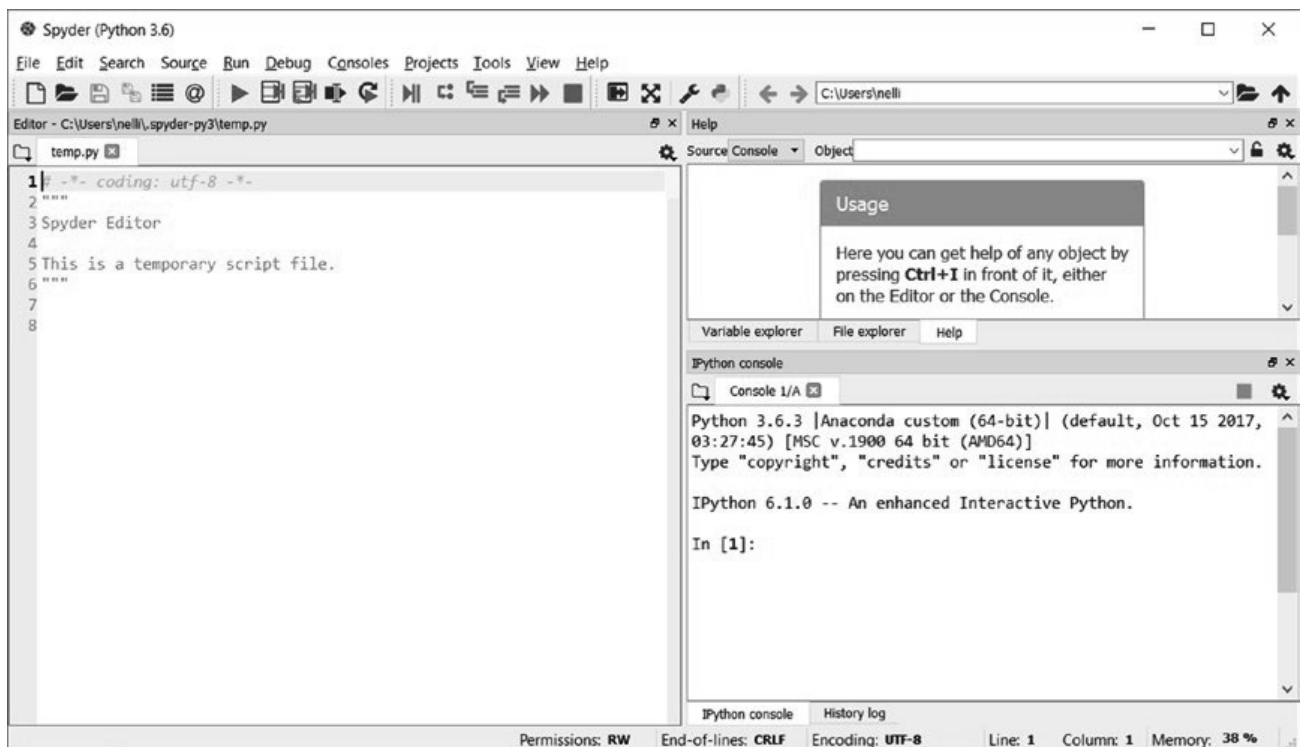 Spyder (Python 3.6)
File Edit Search Source Run Debug Consoles Projects Tools View Help
C:\Users\nelli
Editor - C:\Users\nelli\.spyder-py3\temp.py
temp.py
1 # -*- coding: utf-8 -*-
2 """
3 Spyder Editor
4
5 This is a temporary script file.
6 """
7
8
Help
Source Console Object
Usage
Here you can get help of any object by
pressing Ctrl+I in front of it, either
on the Editor or the Console.
Variable explorer File explorer Help
IPython console
Console 1/A
Python 3.6.3 |Anaconda custom (64-bit)| (default, Oct 15 2017,
03:27:45) [MSC v.1900 64 bit (AMD64)]
Type "copyright", "credits" or "license" for more information.
IPython 6.1.0 -- An enhanced Interactive Python.
In [1]:
IPython console History log
Permissions: RW End-of-lines: CRLF Encoding: UTF-8 Line: 1 Column: 1 Memory: 38 %